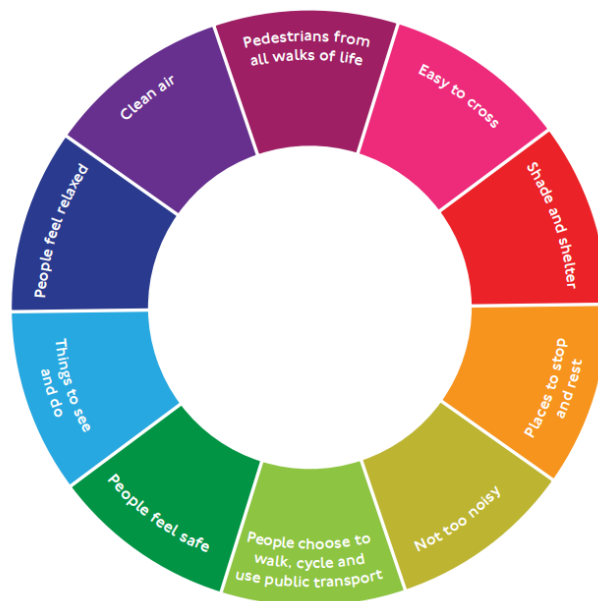 Pedestrians from
all walks of life
Easy to cross
Shade and shelter
Places to stop
and rest
Not too noisy
People choose to
walk, cycle and
use public transport
People feel safe
Things to see
and do
People feel relaxed
Clean air